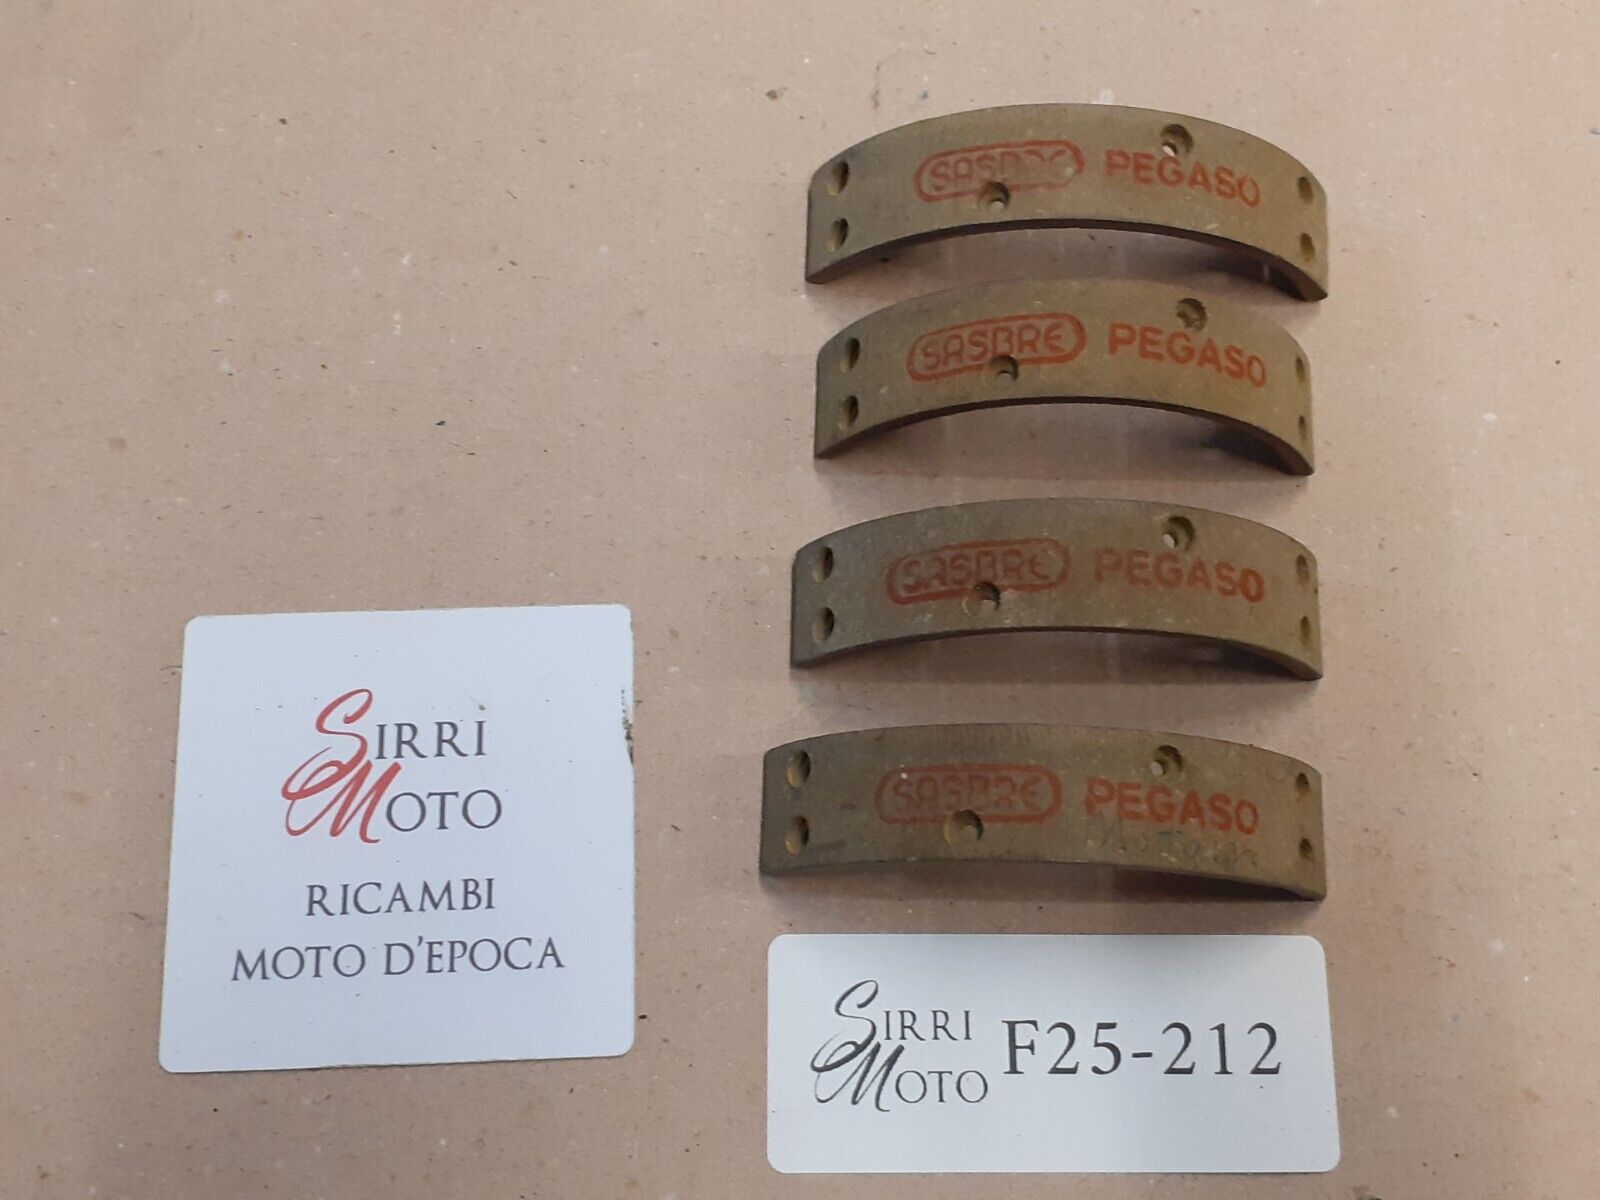 SASBRE PEGASO
SASBRE PEGASO
SASBRE PEGASO
SASBRE PEGASO
SIRRI
MOTO
RICAMBI
MOTO D'EPOCA
SIRRI
MOTO F25-212